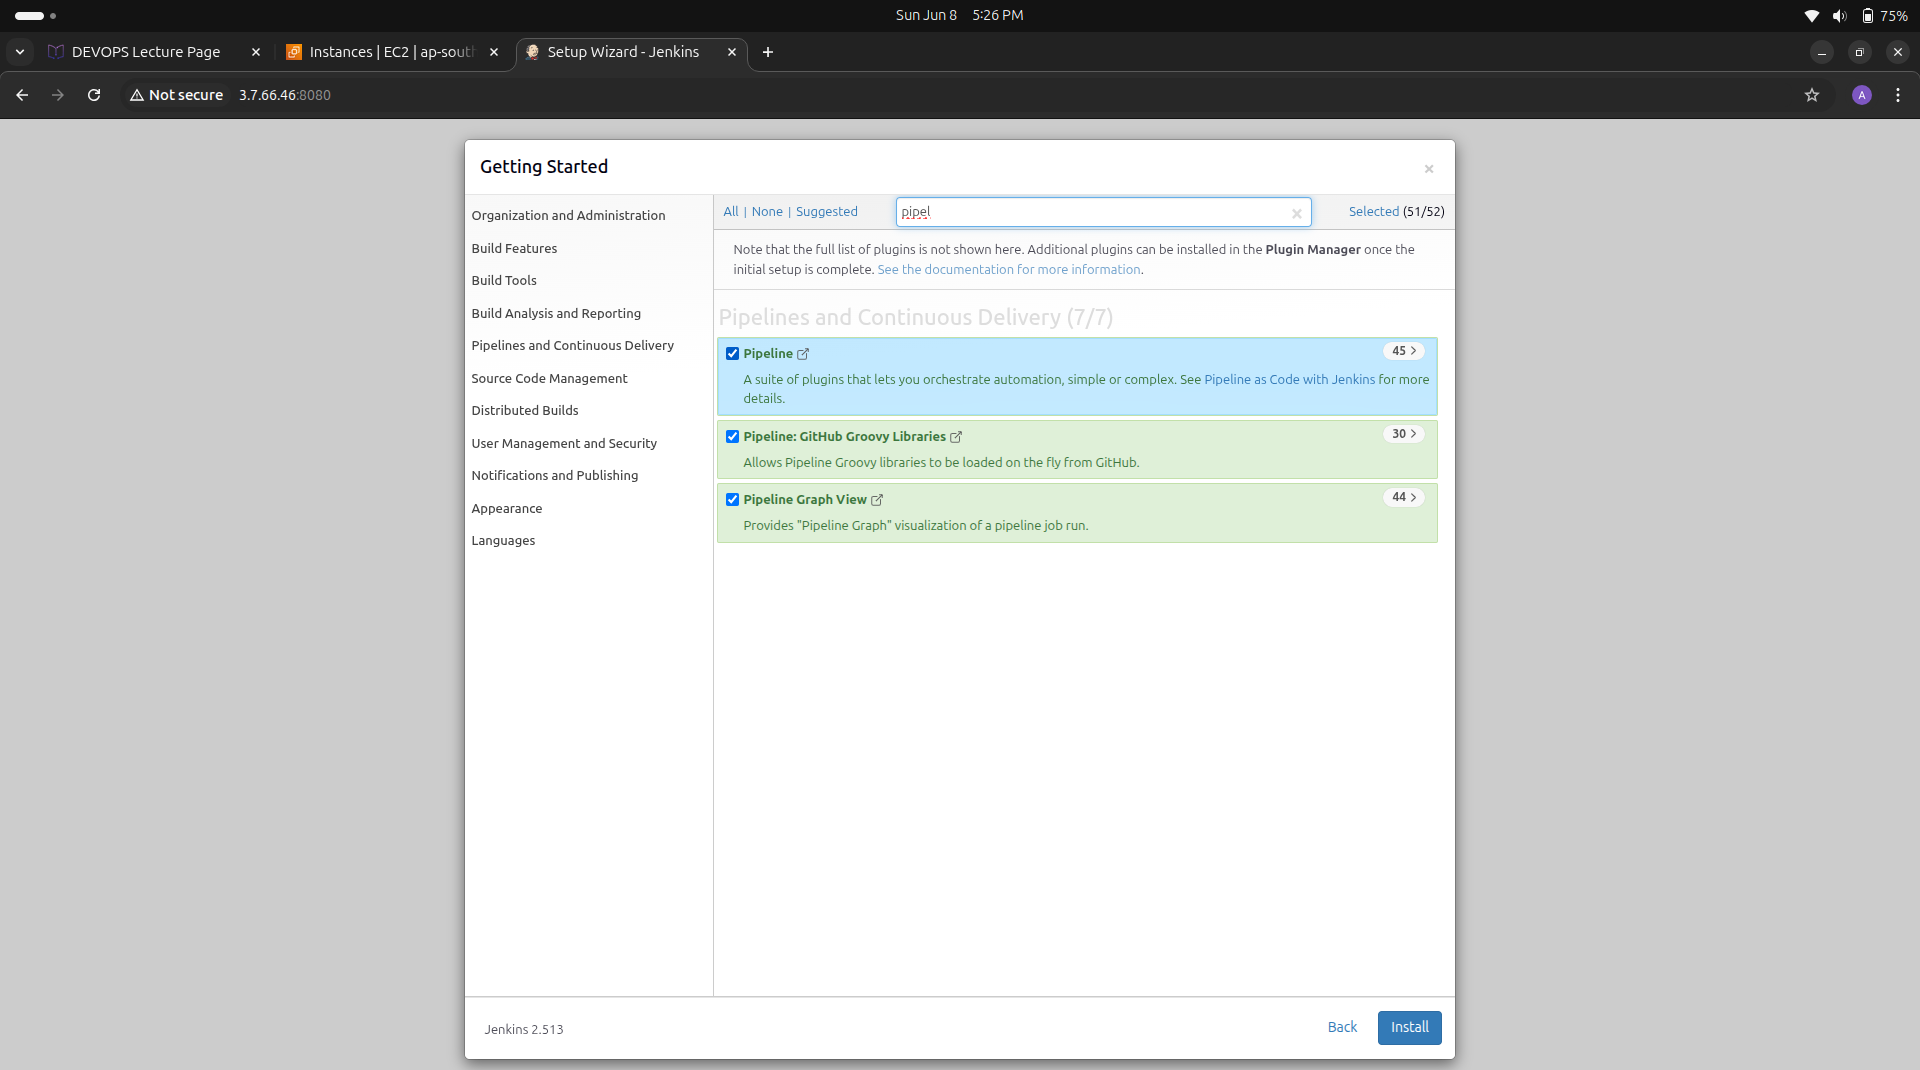 Sun Jun 8 5:26 PM
75%
DEVOPS Lecture Page
Instances | EC2 | ap-sout
Setup Wizard - Jenkins
Not secure
3.7.66.46:8080
A
Getting Started
Organization and Administration
Build Features
Build Tools
Build Analysis and Reporting
Pipelines and Continuous Delivery
Source Code Management
Distributed Builds
User Management and Security
Notifications and Publishing
Appearance
Languages
All | None | Suggested
pipel
Selected (51/52)
Note that the full list of plugins is not shown here. Additional plugins can be installed in the Plugin Manager once the
initial setup is complete. See the documentation for more information.
Pipelines and Continuous Delivery (7/7)
Pipeline
45
A suite of plugins that lets you orchestrate automation, simple or complex. See Pipeline as Code with Jenkins for more
details.
Pipeline: GitHub Groovy Libraries
30
Allows Pipeline Groovy libraries to be loaded on the fly from GitHub.
Pipeline Graph View
44
Provides "Pipeline Graph" visualization of a pipeline job run.
Jenkins 2.513
Back
Install